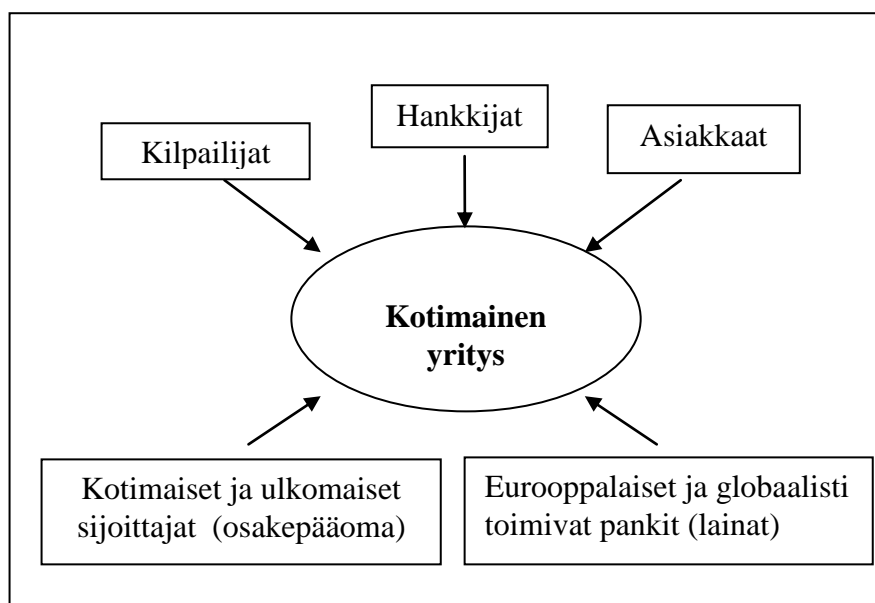 Hankkijat
Kilpailijat
Asiakkaat
Kotimainen
yritys
Kotimaiset ja ulkomaiset
sijoittajat (osakepääoma)
Eurooppalaiset ja globaalisti
toimivat pankit (lainat)